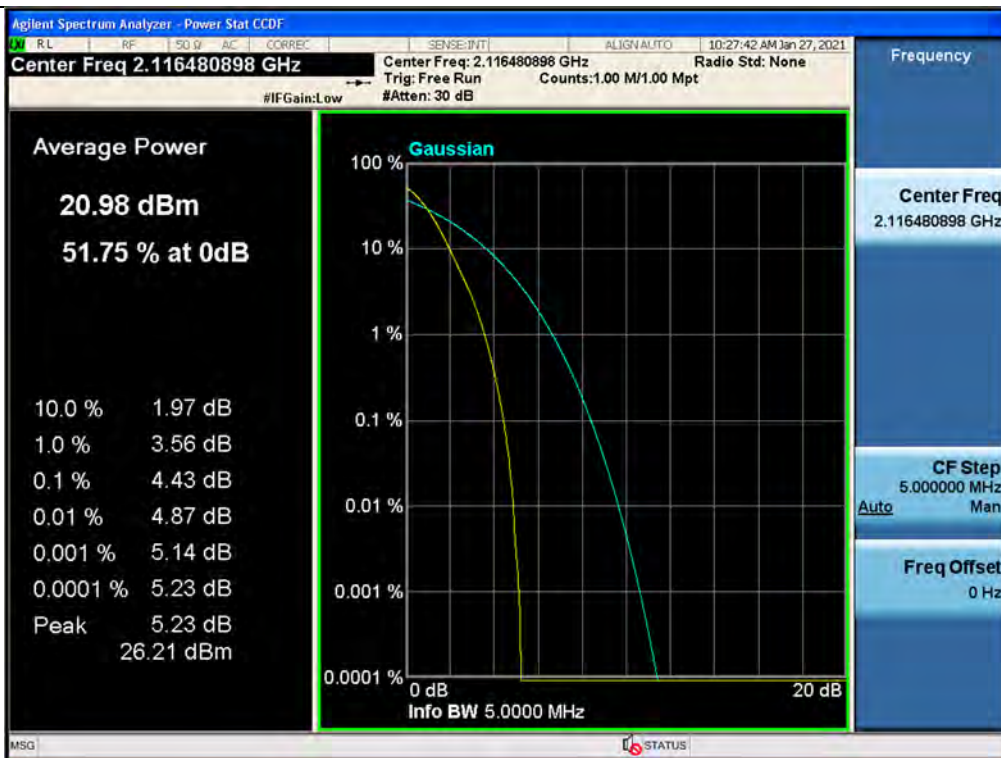 Agilent Spectrum Analyzer - Power Stat CCDF
LXI RL RF 50 Ω AC CORREC SENSE:INT ALIGN AUTO 10:27:42 AM Jan 27, 2021
Center Freq 2.116480898 GHz
Center Freq: 2.116480898 GHz Radio Std: None
Trig: Free Run Counts:1.00 M/1.00 Mpt
#IFGain:Low #Atten: 30 dB
Average Power
20.98 dBm
51.75 % at 0dB
10.0 % 1.97 dB
1.0 % 3.56 dB
0.1 % 4.43 dB
0.01 % 4.87 dB
0.001 % 5.14 dB
0.0001 % 5.23 dB
Peak 5.23 dB
26.21 dBm
Gaussian
100 %
10 %
1 %
0.1 %
0.01 %
0.001 %
0.0001 %
0 dB 20 dB
Info BW 5.0000 MHz
Frequency
Center Freq
2.116480898 GHz
CF Step
5.000000 MHz
Auto Man
Freq Offset
0 Hz
MSG STATUS